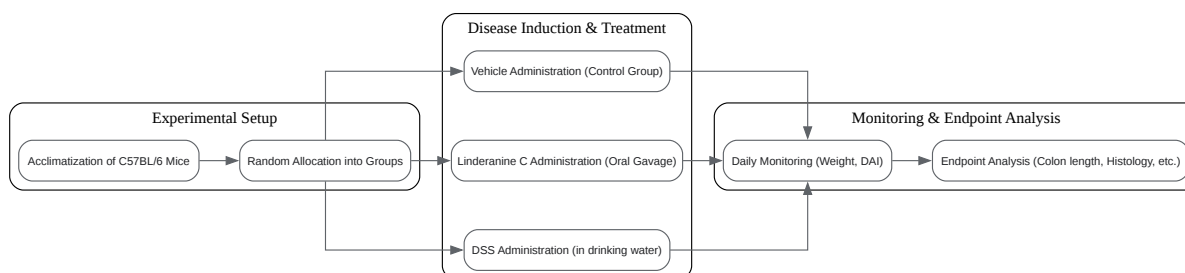 Experimental Setup
Acclimatization of C57BL/6 Mice
Random Allocation into Groups
Disease Induction & Treatment
Vehicle Administration (Control Group)
Linderanine C Administration (Oral Gavage)
DSS Administration (in drinking water)
Monitoring & Endpoint Analysis
Daily Monitoring (Weight, DAI)
Endpoint Analysis (Colon length, Histology, etc.)